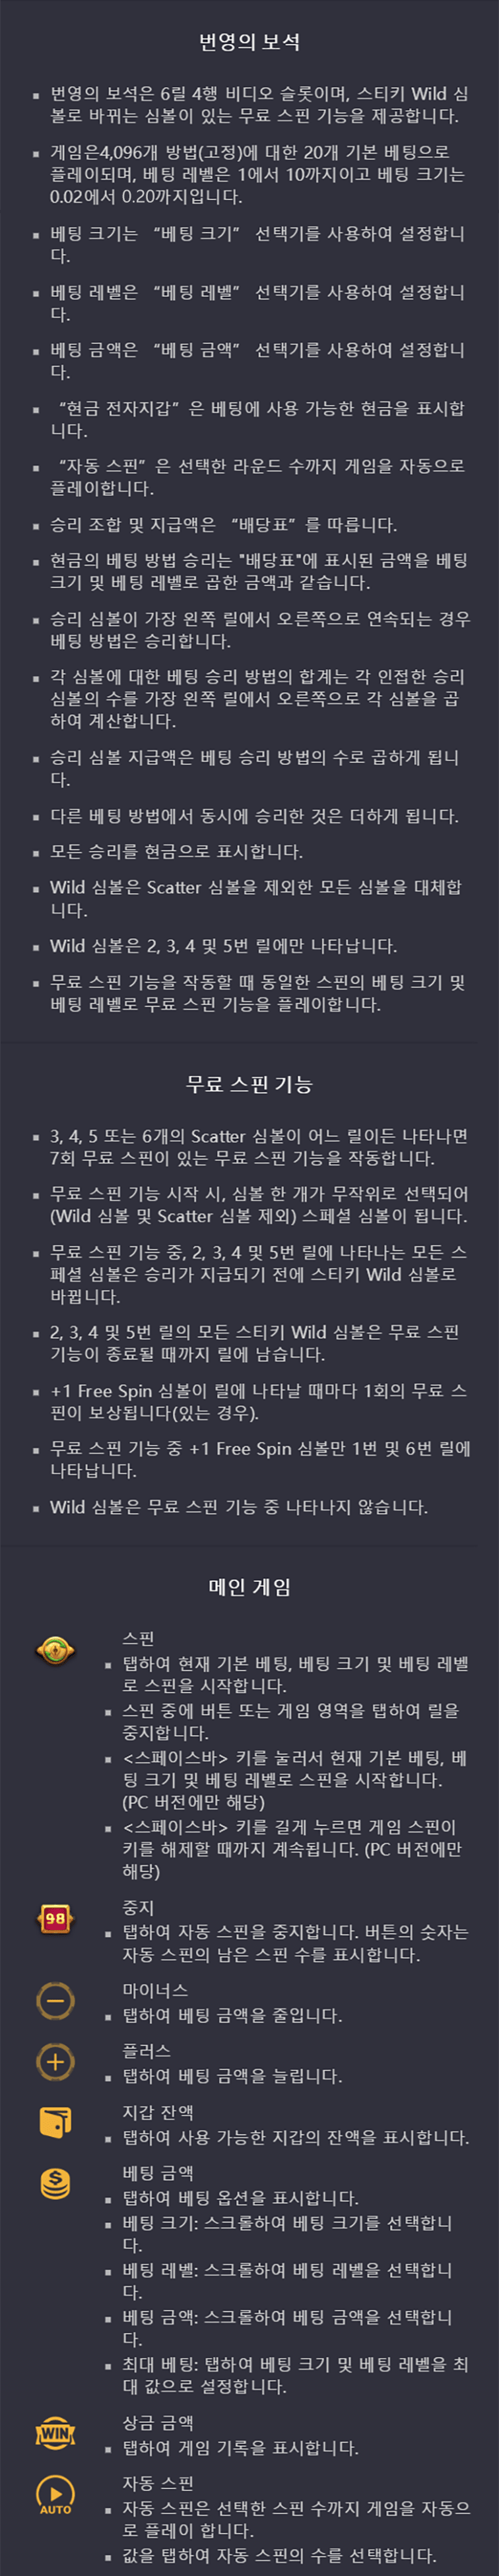 번영의 보석
▪ 번영의 보석은 6릴 4행 비디오 슬롯이며, 스티키 Wild 심
볼로 바뀌는 심볼이 있는 무료 스핀 기능을 제공합니다.
▪ 게임은4,096개 방법(고정)에 대한 20개 기본 베팅으로
플레이되며, 베팅 레벨은 1에서 10까지이고 베팅 크기는
0.02에서 0.20까지입니다.
▪ 베팅 크기는 “베팅 크기” 선택기를 사용하여 설정합니
다.
▪ 베팅 레벨은 “베팅 레벨” 선택기를 사용하여 설정합니
다.
▪ 베팅 금액은 “베팅 금액” 선택기를 사용하여 설정합니
다.
▪ “현금 전자지갑”은 베팅에 사용 가능한 현금을 표시합
니다.
▪ “자동 스핀”은 선택한 라운드 수까지 게임을 자동으로
플레이합니다.
▪ 승리 조합 및 지급액은 “배당표”를 따릅니다.
▪ 현금의 베팅 방법 승리는 "배당표"에 표시된 금액을 베팅
크기 및 베팅 레벨로 곱한 금액과 같습니다.
▪ 승리 심볼이 가장 왼쪽 릴에서 오른쪽으로 연속되는 경우
베팅 방법은 승리합니다.
▪ 각 심볼에 대한 베팅 승리 방법의 합계는 각 인접한 승리
심볼의 수를 가장 왼쪽 릴에서 오른쪽으로 각 심볼을 곱
하여 계산합니다.
▪ 승리 심볼 지급액은 베팅 승리 방법의 수로 곱하게 됩니
다.
▪ 다른 베팅 방법에서 동시에 승리한 것은 더하게 됩니다.
▪ 모든 승리를 현금으로 표시합니다.
▪ Wild 심볼은 Scatter 심볼을 제외한 모든 심볼을 대체합
니다.
▪ Wild 심볼은 2, 3, 4 및 5번 릴에만 나타납니다.
▪ 무료 스핀 기능을 작동할 때 동일한 스핀의 베팅 크기 및
베팅 레벨로 무료 스핀 기능을 플레이합니다.
무료 스핀 기능
▪ 3, 4, 5 또는 6개의 Scatter 심볼이 어느 릴이든 나타나면
7회 무료 스핀이 있는 무료 스핀 기능을 작동합니다.
▪ 무료 스핀 기능 시작 시, 심볼 한 개가 무작위로 선택되어
(Wild 심볼 및 Scatter 심볼 제외) 스페셜 심볼이 됩니다.
▪ 무료 스핀 기능 중, 2, 3, 4 및 5번 릴에 나타나는 모든 스
페셜 심볼은 승리가 지급되기 전에 스티키 Wild 심볼로
바뀝니다.
▪ 2, 3, 4 및 5번 릴의 모든 스티키 Wild 심볼은 무료 스핀
기능이 종료될 때까지 릴에 남습니다.
▪ +1 Free Spin 심볼이 릴에 나타날 때마다 1회의 무료 스
핀이 보상됩니다(있는 경우).
▪ 무료 스핀 기능 중 +1 Free Spin 심볼만 1번 및 6번 릴에
나타납니다.
▪ Wild 심볼은 무료 스핀 기능 중 나타나지 않습니다.
메인 게임
스핀
▪ 탭하여 현재 기본 베팅, 베팅 크기 및 베팅 레벨
로 스핀을 시작합니다.
▪ 스핀 중에 버튼 또는 게임 영역을 탭하여 릴을
중지합니다.
▪ <스페이스바> 키를 눌러서 현재 기본 베팅, 베
팅 크기 및 베팅 레벨로 스핀을 시작합니다.
(PC 버전에만 해당)
▪ <스페이스바> 키를 길게 누르면 게임 스핀이
키를 해제할 때까지 계속됩니다. (PC 버전에만
해당)
98
중지
▪ 탭하여 자동 스핀을 중지합니다. 버튼의 숫자는
자동 스핀의 남은 스핀 수를 표시합니다.
마이너스
▪ 탭하여 베팅 금액을 줄입니다.
플러스
▪ 탭하여 베팅 금액을 늘립니다.
지갑 잔액
▪ 탭하여 사용 가능한 지갑의 잔액을 표시합니다.
베팅 금액
▪ 탭하여 베팅 옵션을 표시합니다.
▪ 베팅 크기: 스크롤하여 베팅 크기를 선택합니
다.
▪ 베팅 레벨: 스크롤하여 베팅 레벨을 선택합니
다.
▪ 베팅 금액: 스크롤하여 베팅 금액을 선택합니
다.
▪ 최대 베팅: 탭하여 베팅 크기 및 베팅 레벨을 최
대 값으로 설정합니다.
WIN
상금 금액
▪ 탭하여 게임 기록을 표시합니다.
AUTO
자동 스핀
▪ 자동 스핀은 선택한 스핀 수까지 게임을 자동으
로 플레이 합니다.
▪ 값을 탭하여 자동 스핀의 수를 선택합니다.